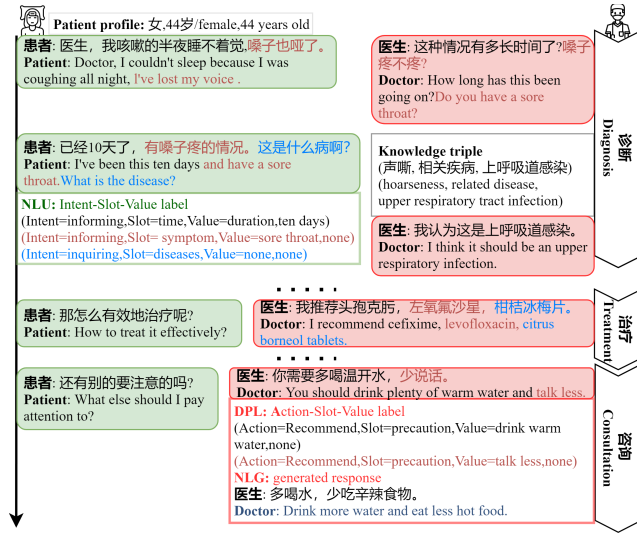 Patient profile: 女,44岁/female,44 years old
患者: 医生，我咳嗽的半夜睡不着觉,嗓子也哑了。
Patient: Doctor, I couldn't sleep because I was
coughing all night, l've lost my voice .
医生: 这种情况有多长时间了?嗓子
疼不疼?
Doctor: How long has this been
going on?Do you have a sore
throat?
诊断
Diagnosis
患者: 已经10天了，有嗓子疼的情况。这是什么病啊?
Patient: I've been this ten days and have a sore
throat.What is the disease?
NLU: Intent-Slot-Value label
(Intent=informing,Slot=time,Value=duration,ten days)
(Intent=informing,Slot= symptom,Value=sore throat,none)
(Intent=inquiring,Slot=diseases,Value=none,none)
Knowledge triple
(声嘶, 相关疾病, 上呼吸道感染)
(hoarseness, related disease,
upper respiratory tract infection)
医生: 我认为这是上呼吸道感染。
Doctor: I think it should be an upper
respiratory infection.
患者: 那怎么有效地治疗呢?
Patient: How to treat it effectively?
医生: 我推荐头孢克肟，左氧氟沙星，柑桔冰梅片。
Doctor: I recommend cefixime, levofloxacin, citrus
borneol tablets.
治疗
Treatment
患者: 还有别的要注意的吗?
Patient: What else should I pay
attention to?
医生: 你需要多喝温开水，少说话。
Doctor: You should drink plenty of warm water and talk less.
DPL: Action-Slot-Value label
(Action=Recommend,Slot=precaution,Value=drink warm
water,none)
(Action=Recommend,Slot=precaution,Value=talk less,none)
NLG: generated response
医生: 多喝水，少吃辛辣食物。
Doctor: Drink more water and eat less hot food.
咨询
Consultation